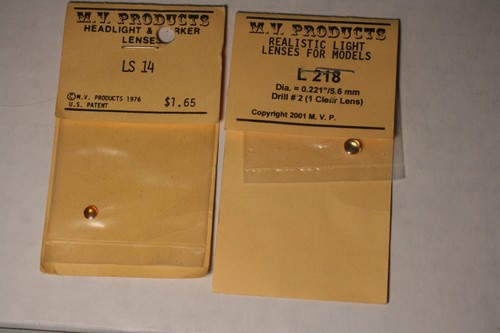 M.V. PRODUCTS
HEADLIGHT & MARKER
LENSES
LS 14
©M.V. PRODUCTS 1976
U.S. PATENT
$1.65
M.V. PRODUCTS
REALISTIC LIGHT
LENSES FOR MODELS
L 218
Dia. = 0.221"/5.6 mm
Drill # 2 (1 Clear Lens)
Copyright 2001 M. V. P.